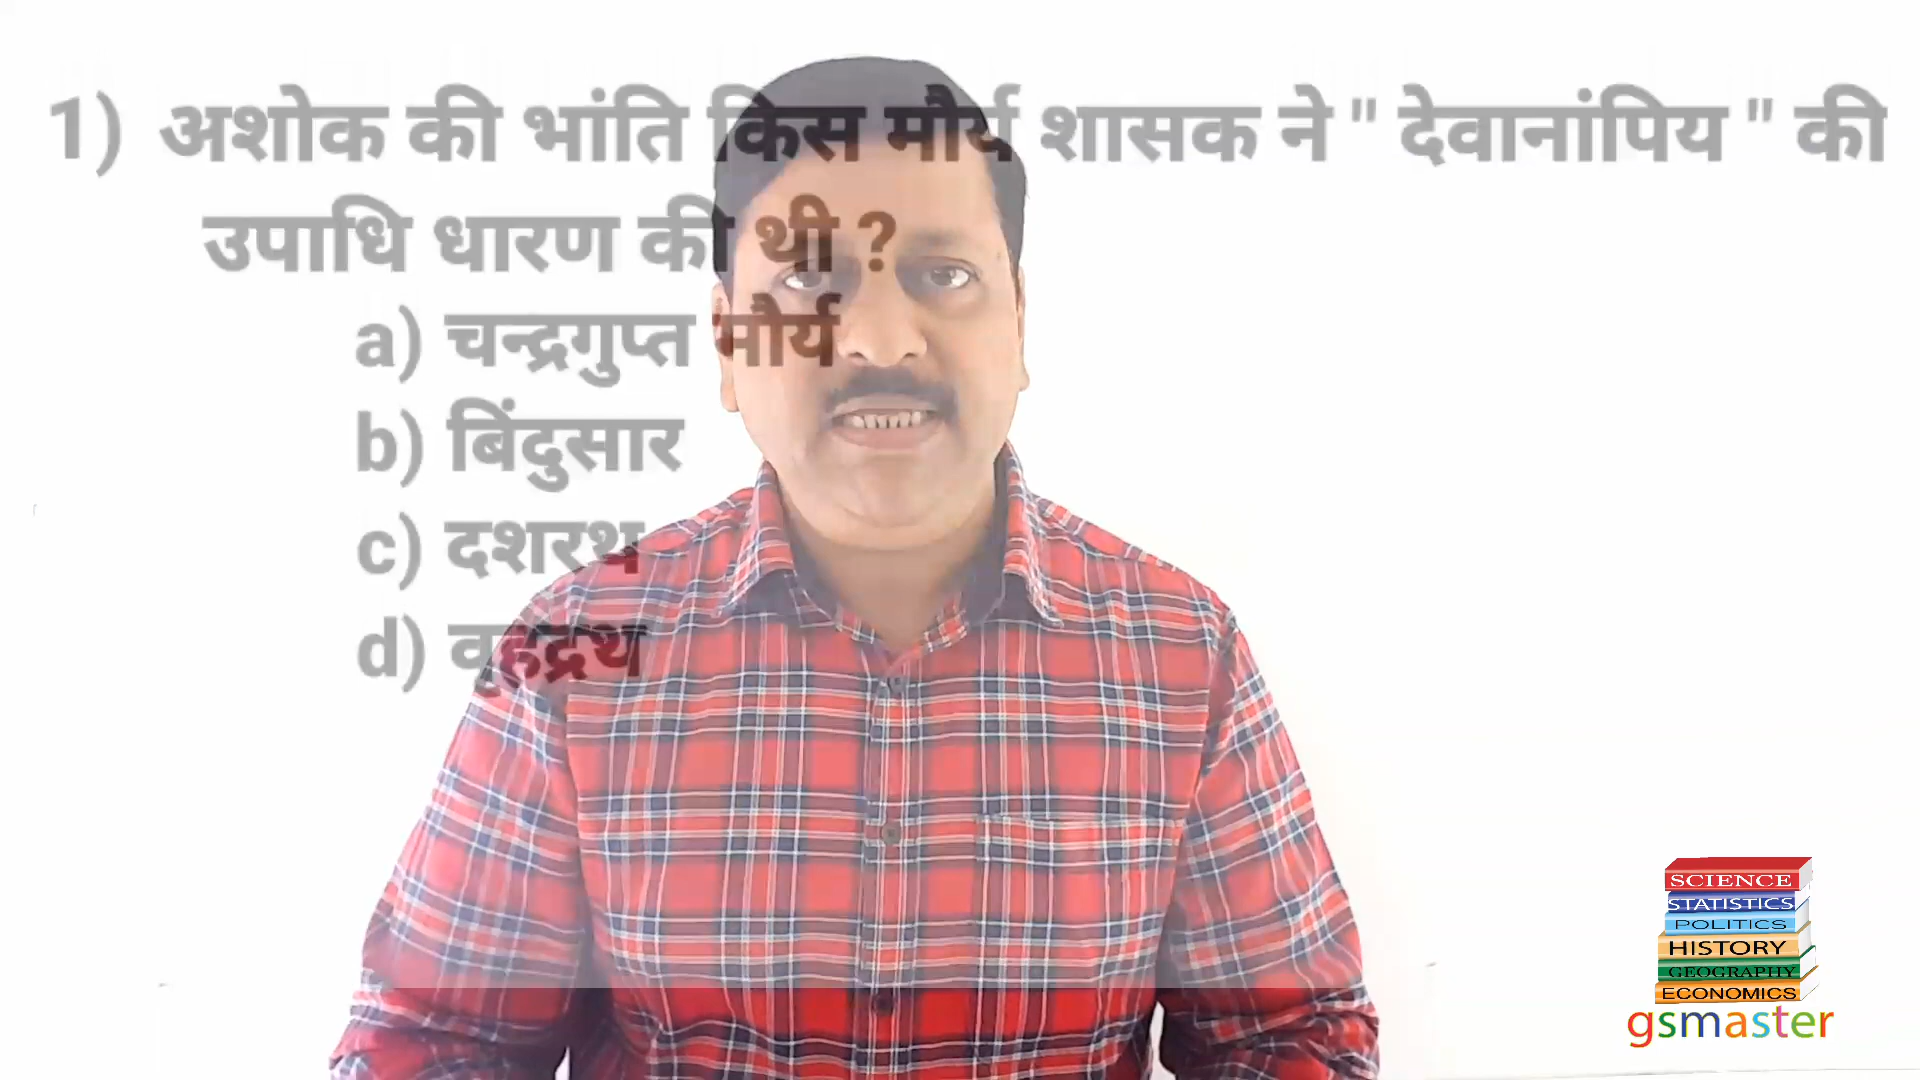 1) अशोक की भांति किस मौर्य शासक ने " देवानांपिय " की
उपाधि धारण की थी ?
a) चन्द्रगुप्त मौर्य
b) बिंदुसार
c) दशरथ
d) वृहद्रथ
SCIENCE
STATISTICS
POLITICS
HISTORY
GEOGRAPHY
ECONOMICS
gsmaster